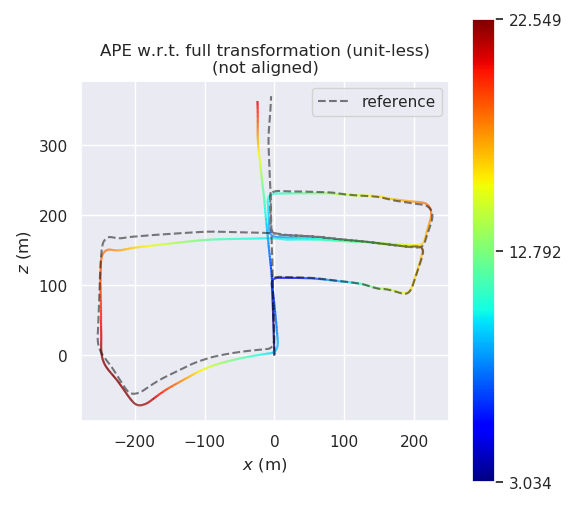 APE w.r.t. full transformation (unit-less)
(not aligned)
reference
22.549
12.792
3.034
300
200
100
0
z (m)
−200
−100
0
100
200
x (m)